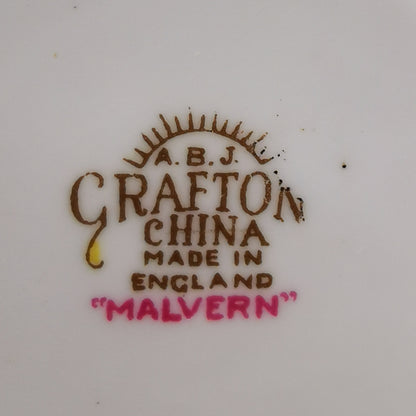 A. B. J.
GRAFTON
CHINA
MADE IN
ENGLAND
"MALVERN"